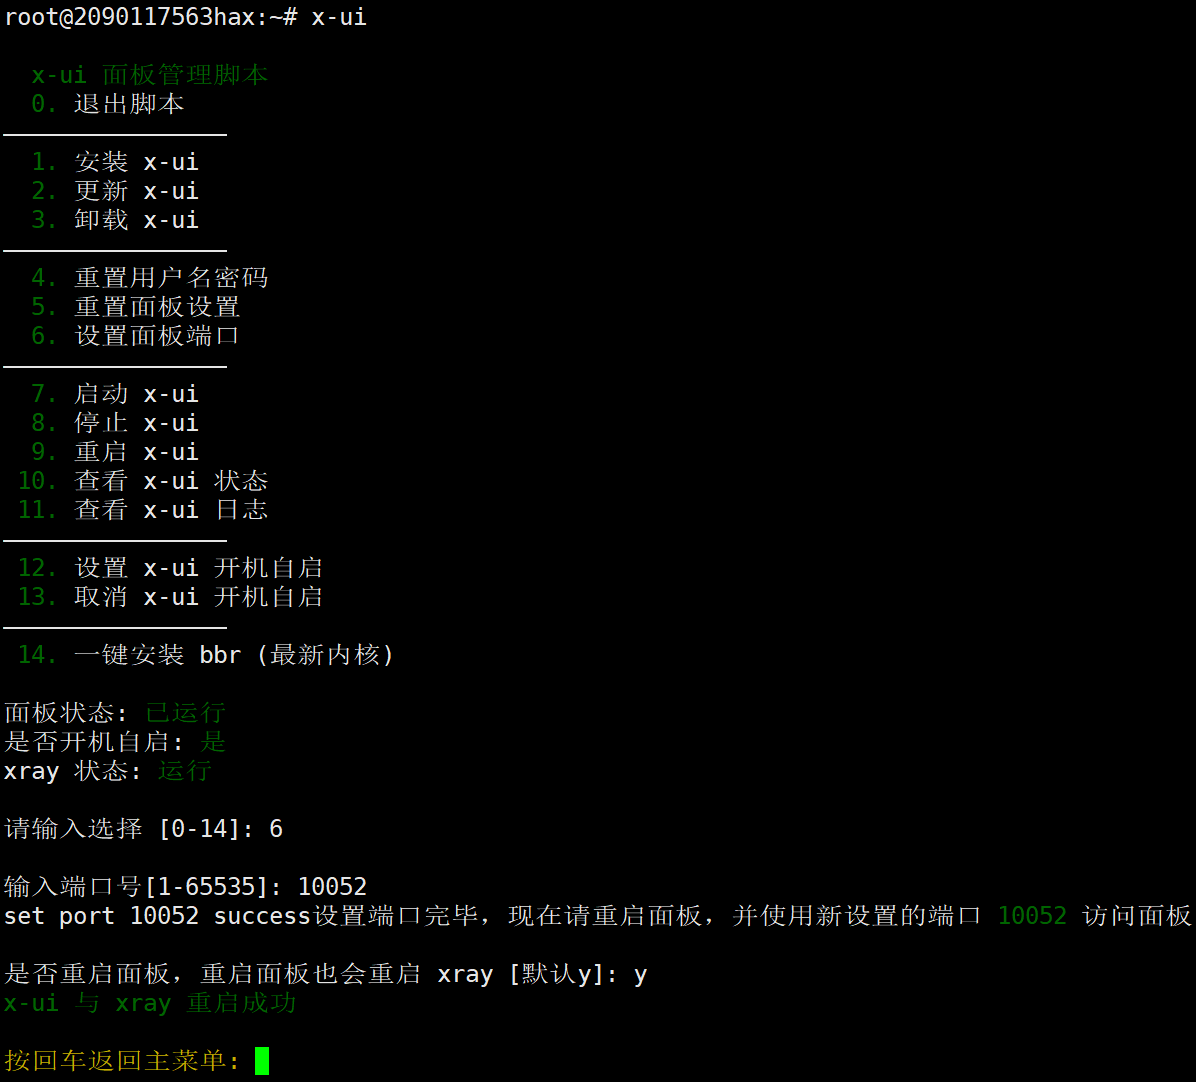 root@2090117563hax:~# x-ui
x-ui 面板管理脚本
0. 退出脚本
————————————————
1. 安装 x-ui
2. 更新 x-ui
3. 卸载 x-ui
————————————————
4. 重置用户名密码
5. 重置面板设置
6. 设置面板端口
————————————————
7. 启动 x-ui
8. 停止 x-ui
9. 重启 x-ui
10. 查看 x-ui 状态
11. 查看 x-ui 日志
————————————————
12. 设置 x-ui 开机自启
13. 取消 x-ui 开机自启
————————————————
14. 一键安装 bbr (最新内核)
面板状态: 已运行
是否开机自启: 是
xray 状态: 运行
请输入选择 [0-14]: 6
输入端口号[1-65535]: 10052
set port 10052 success设置端口完毕，现在请重启面板，并使用新设置的端口 10052 访问面板
是否重启面板，重启面板也会重启 xray [默认y]: y
x-ui 与 xray 重启成功
按回车返回主菜单: